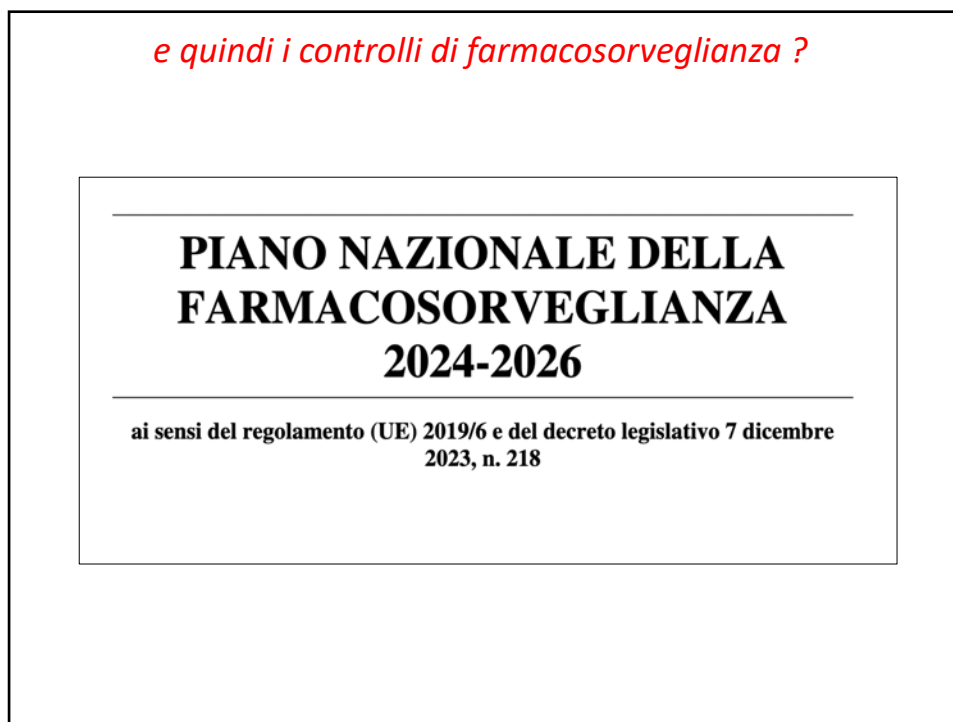 e quindi i controlli di farmacosorveglianza ?
PIANO NAZIONALE DELLA
FARMACOSORVEGLIANZA
2024-2026
ai sensi del regolamento (UE) 2019/6 e del decreto legislativo 7 dicembre
2023, n. 218